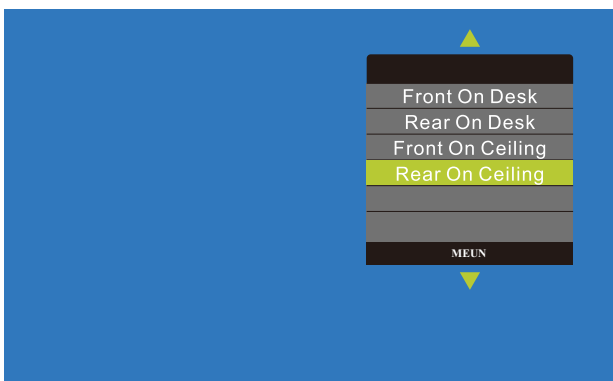 Front On Desk
Rear On Desk
Front On Ceiling
Rear On Ceiling
MEUN